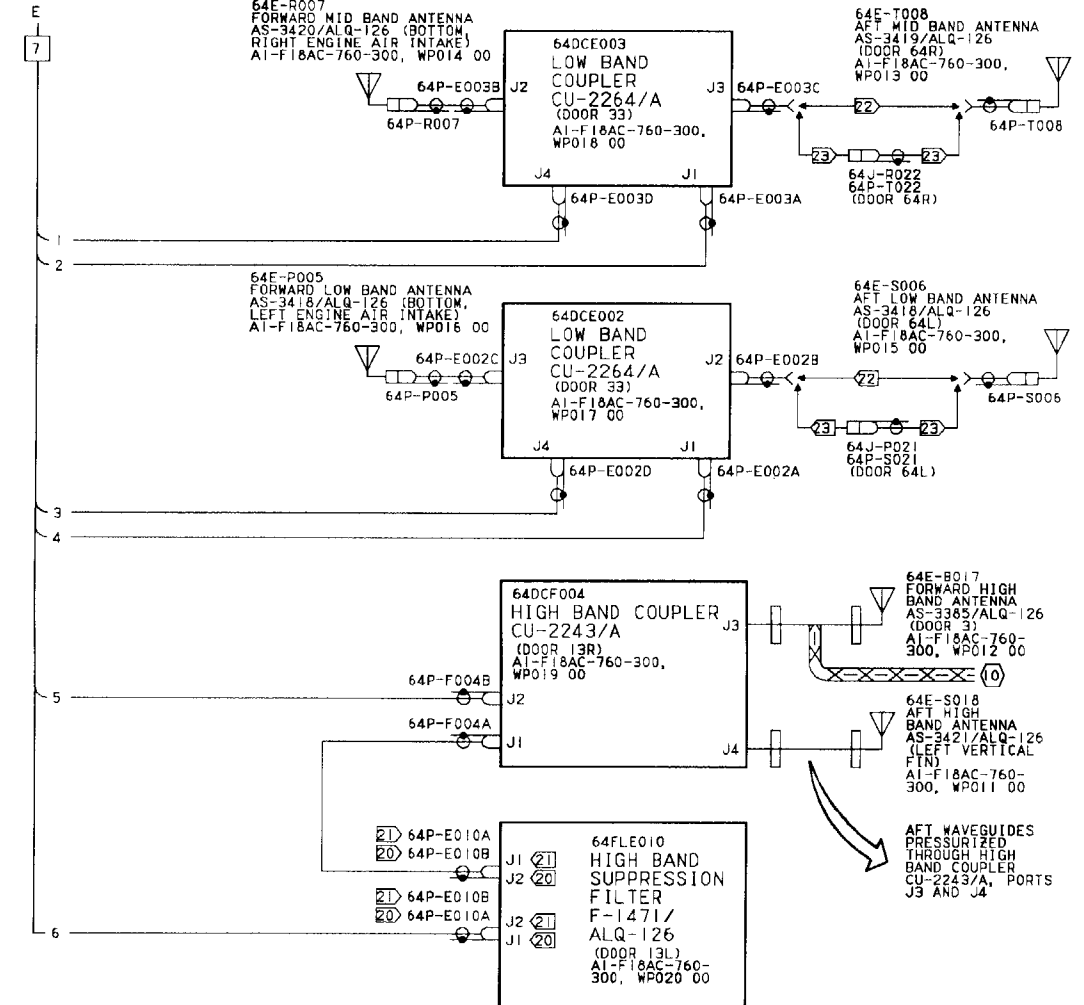 E
7
64E-R007
FORWARD MID BAND ANTENNA
AS-3420/ALQ-126 (BOTTOM,
RIGHT ENGINE AIR INTAKE)
A1-F18AC-760-300, WP014 00
64P-E003B
64P-R007
J2
64DCE003
LOW BAND
COUPLER
CU-2264/A
(DOOR 33)
A1-F18AC-760-300,
WP018 00
J3
J4
J1
64P-E003C
64P-E003D
64P-E003A
64E-T008
AFT MID BAND ANTENNA
AS-3419/ALQ-126
(DOOR 64R)
A1-F18AC-760-300,
WP013 00
22
64P-T008
23
23
64J-R022
64P-T022
(DOOR 64R)
1
2
64E-P005
FORWARD LOW BAND ANTENNA
AS-3418/ALQ-126 (BOTTOM,
LEFT ENGINE AIR INTAKE)
A1-F18AC-760-300, WP016 00
64P-E002C
64P-P005
J3
64DCE002
LOW BAND
COUPLER
CU-2264/A
(DOOR 33)
A1-F18AC-760-300,
WP017 00
J2
J4
J1
64P-E002B
64P-E002D
64P-E002A
64E-S006
AFT LOW BAND ANTENNA
AS-3418/ALQ-126
(DOOR 64L)
A1-F18AC-760-300,
WP015 00
22
64P-S006
23
23
64J-P021
64P-S021
(DOOR 64L)
3
4
64DCF004
HIGH BAND COUPLER
CU-2243/A
(DOOR 13R)
A1-F18AC-760-300,
WP019 00
J3
J2
J1
J4
64P-F004B
64P-F004A
5
64E-B017
FORWARD HIGH
BAND ANTENNA
AS-3385/ALQ-126
(DOOR 3)
A1-F18AC-760-
300, WP012 00
10
64E-S018
AFT HIGH
BAND ANTENNA
AS-3421/ALQ-126
(LEFT VERTICAL
FIN)
A1-F18AC-760-
300, WP011 00
AFT WAVEGUIDES
PRESSURIZED
THROUGH HIGH
BAND COUPLER
CU-2243/A, PORTS
J3 AND J4
21 64P-E010A
20 64P-E010B
21 64P-E010B
20 64P-E010A
6
J1 21
J2 20
J2 21
J1 20
64FLE010
HIGH BAND
SUPPRESSION
FILTER
F-1471/
ALQ-126
(DOOR 13L)
A1-F18AC-760-
300, WP020 00